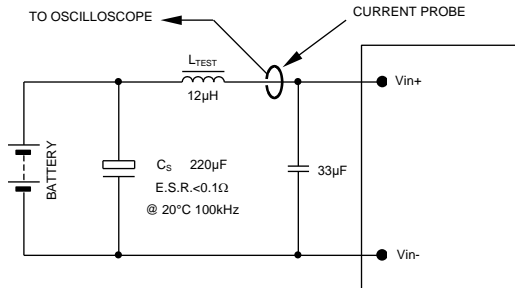 TO OSCILLOSCOPE
CURRENT PROBE
LTEST
12µH
Vin+
BATTERY
CS 220µF
E.S.R.<0.1Ω
@ 20°C 100kHz
33µF
Vin-